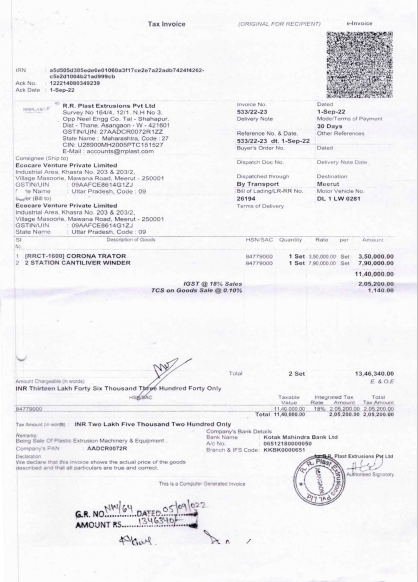 Tax Invoice (ORIGINAL FOR RECIPIENT) e-Invoice
IRN : a5d505d385ede6e01060a3f17ce2e7a22adb7424f4262-
c5e2d1004b21ad999cb
Ack No. : 122214080349239
Ack Date : 1-Sep-22
R.R. Plast Extrusions Pvt Ltd
Survey No 164/4, 12/1, N.H No 3,
Opp Neel Engg Co. Tal - Shahapur,
Dist - Thane, Asangaon - W - 421601
GSTIN/UIN: 27AADCR0072R1ZZ
State Name : Maharashtra, Code : 27
CIN: U28900MH2005PTC151527
E-Mail : accounts@rrplast.com
Invoice No. Dated
533/22-23 1-Sep-22
Delivery Note Mode/Terms of Payment
30 Days
Reference No. & Date. Other References
533/22-23 dt. 1-Sep-22
Buyer's Order No. Dated
Dispatch Doc No. Delivery Note Date
Dispatched through Destination
By Transport Meerut
Bill of Lading/LR-RR No. Motor Vehicle No.
26194 DL 1 LW 0281
Terms of Delivery
Consignee (Ship to)
Ecocare Venture Private Limited
Industrial Area, Khasra No. 203 & 203/2,
Village Masoorie, Mawana Road, Meerut - 250001
GSTIN/UIN : 09AAFCE8614G1ZJ
e Name : Uttar Pradesh, Code : 09
(Bill to)
Ecocare Venture Private Limited
Industrial Area, Khasra No. 203 & 203/2,
Village Masoorie, Mawana Road, Meerut - 250001
GSTIN/UIN : 09AAFCE8614G1ZJ
State Name : Uttar Pradesh, Code : 09
Sl Description of Goods HSN/SAC Quantity Rate per Amount
No.
1 [RRCT-1600] CORONA TRATOR 84779000 1 Set 3,50,000.00 Set 3,50,000.00
2 2 STATION CANTILIVER WINDER 84779000 1 Set 7,90,000.00 Set 7,90,000.00
11,40,000.00
IGST @ 18% Sales 2,05,200.00
TCS on Goods Sale @ 0.10% 1,140.00
Total 2 Set 13,46,340.00
Amount Chargeable (in words) E. & O.E
INR Thirteen Lakh Forty Six Thousand Three Hundred Forty Only
HSN/SAC Taxable Integrated Tax Total
Value Rate Amount Tax Amount
84779000 11,40,000.00 18% 2,05,200.00 2,05,200.00
Total 11,40,000.00 2,05,200.00 2,05,200.00
Tax Amount (in words) : INR Two Lakh Five Thousand Two Hundred Only
Company's Bank Details
Bank Name : Kotak Mahindra Bank Ltd
A/c No. : 06512180000050
Branch & IFS Code : KKBK0000651
Remarks:
Being Sale Of Plastic Extrusion Machinery & Equipment .
Company's PAN : AADCR0072R
Declaration
We declare that this invoice shows the actual price of the goods
described and that all particulars are true and correct.
for R.R. Plast Extrusions Pvt Ltd
Authorised Signatory
This is a Computer Generated Invoice
G.R. NO. NW/64 DATED 05/09/022
AMOUNT RS. 1346340/-